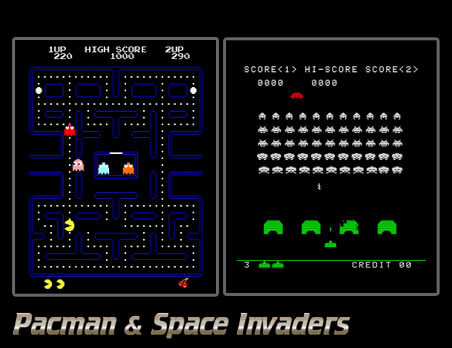 1UP HIGH SCORE 2UP
220 1000 290
SCORE<1> HI-SCORE SCORE<2>
0000 0000
3 CREDIT 00
Pacman & Space Invaders